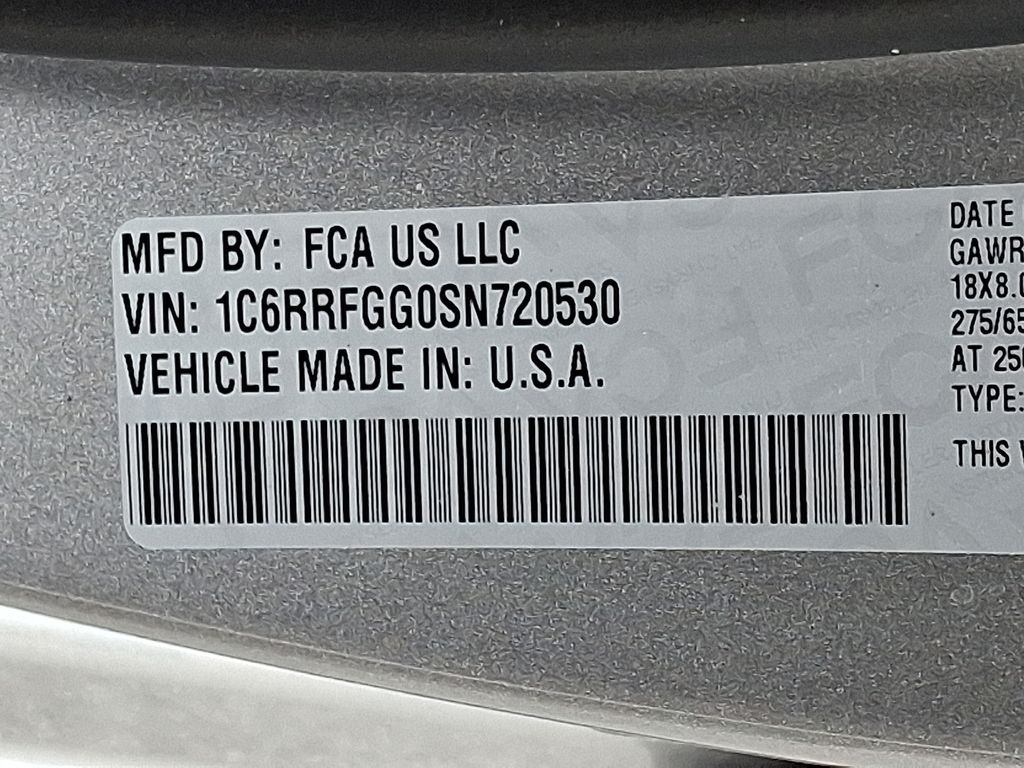 MFD BY: FCA US LLC
VIN: 1C6RRFGG0SN720530
VEHICLE MADE IN: U.S.A.
DATE
GAWR
18X8.0
275/65
AT 250
TYPE:
THIS